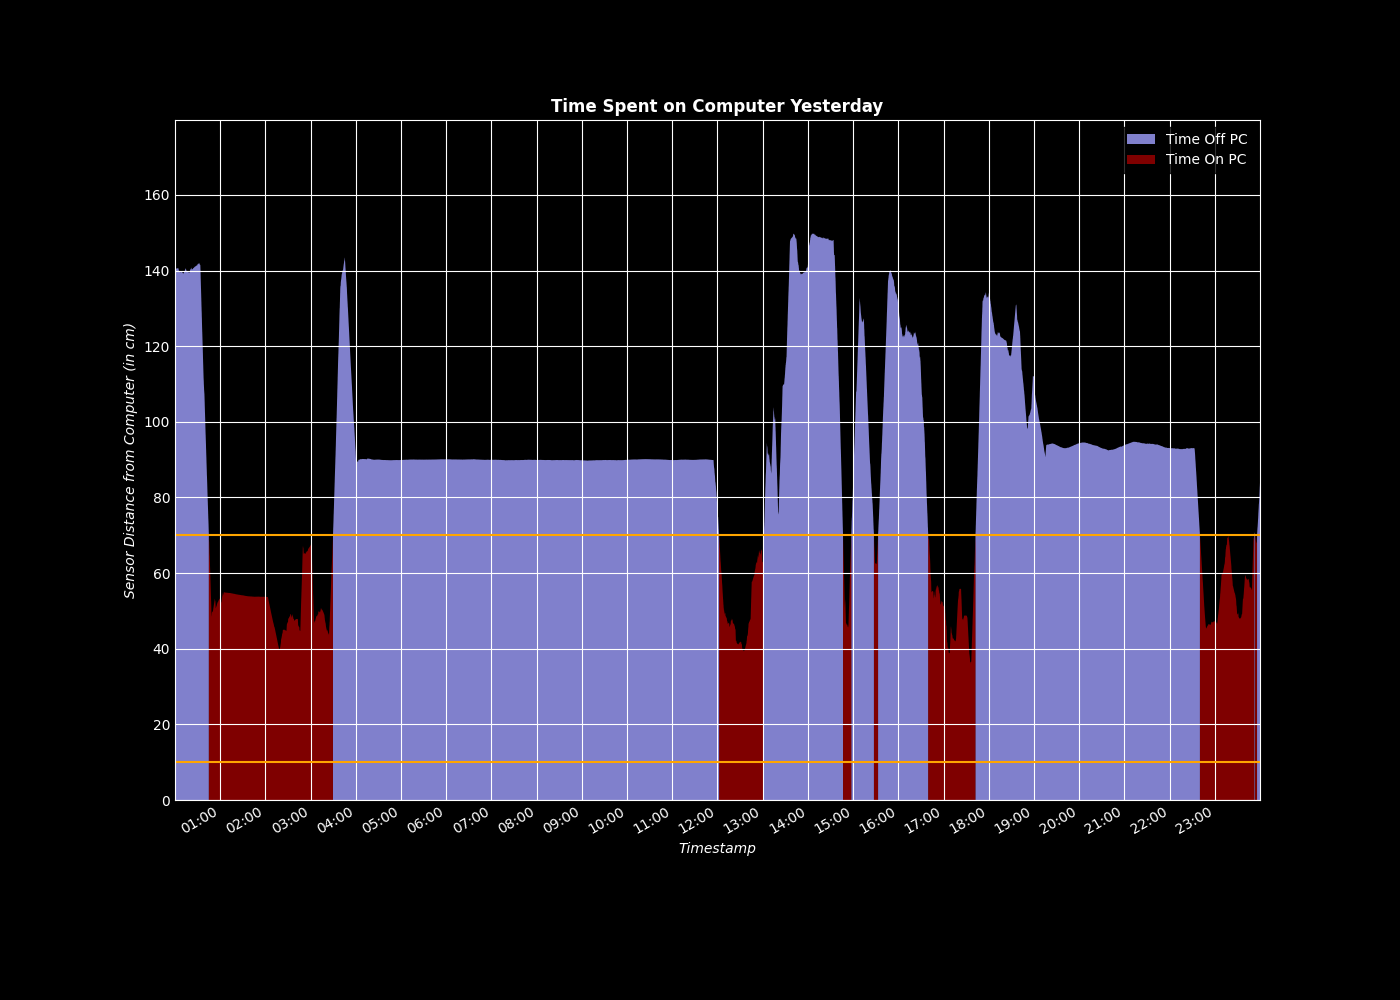 Time Spent on Computer Yesterday
Time Off PC
Time On PC
160
140
120
100
80
60
40
20
0
Sensor Distance from Computer (in cm)
01:00 02:00 03:00 04:00 05:00 06:00 07:00 08:00 09:00 10:00 11:00 12:00 13:00 14:00 15:00 16:00 17:00 18:00 19:00 20:00 21:00 22:00 23:00
Timestamp